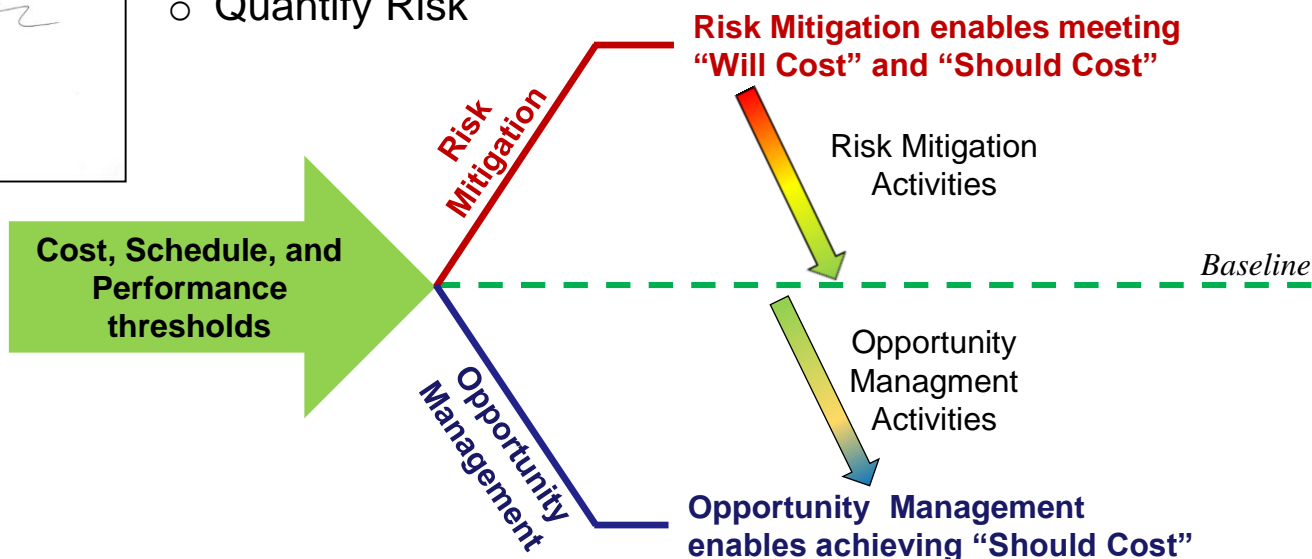 o Quantify Risk
Risk Mitigation enables meeting
“Will Cost” and “Should Cost”
Risk
Mitigation
Risk Mitigation
Activities
Cost, Schedule, and
Performance
thresholds
Baseline
Opportunity
Managment
Activities
Opportunity
Management
Opportunity Management
enables achieving “Should Cost”